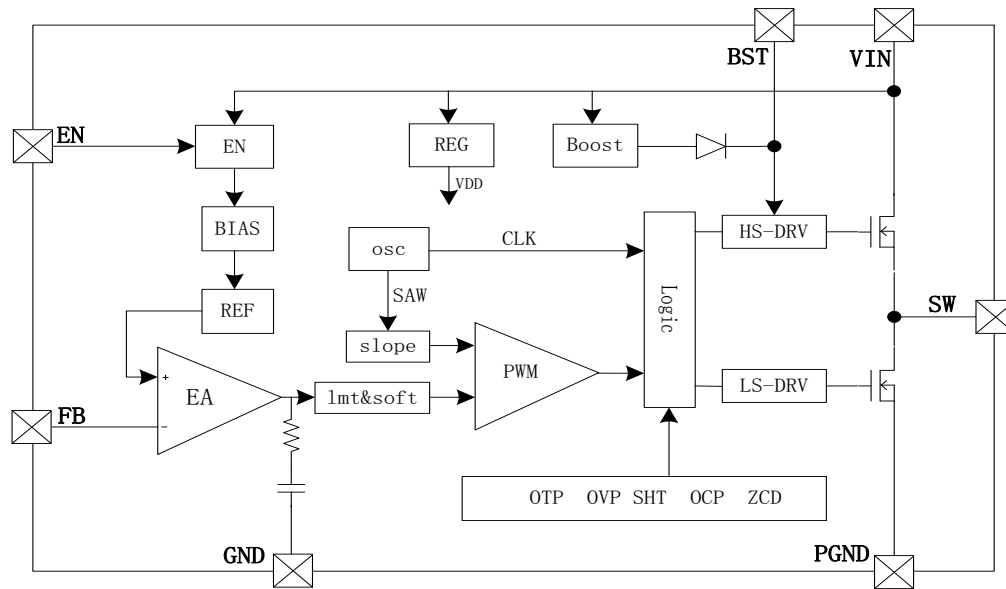 BST
VIN
EN
EN
REG
Boost
VDD
BIAS
HS-DRV
osc
CLK
Logic
SAW
REF
SW
slope
PWM
+
EA
lmt&soft
LS-DRV
FB
-
OTP OVP SHT OCP ZCD
GND
PGND